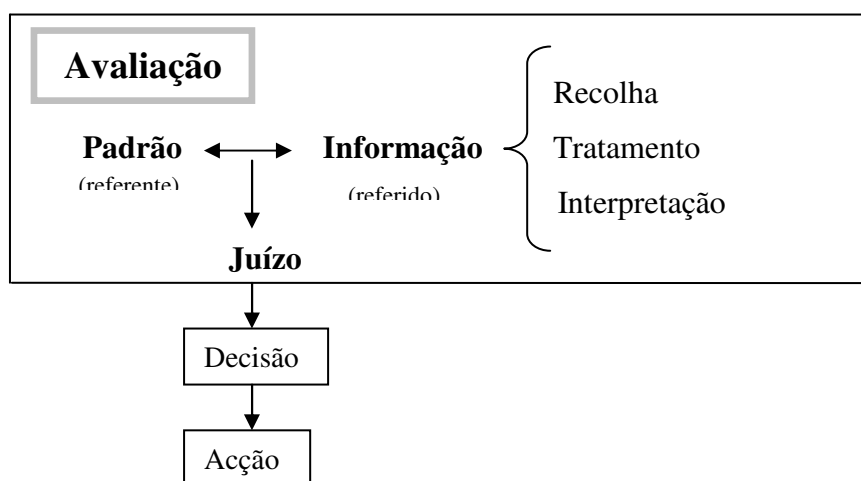 Avaliação
Padrão
(referente)
Informação
(referido)
Recolha
Tratamento
Interpretação
Juízo
Decisão
Acção